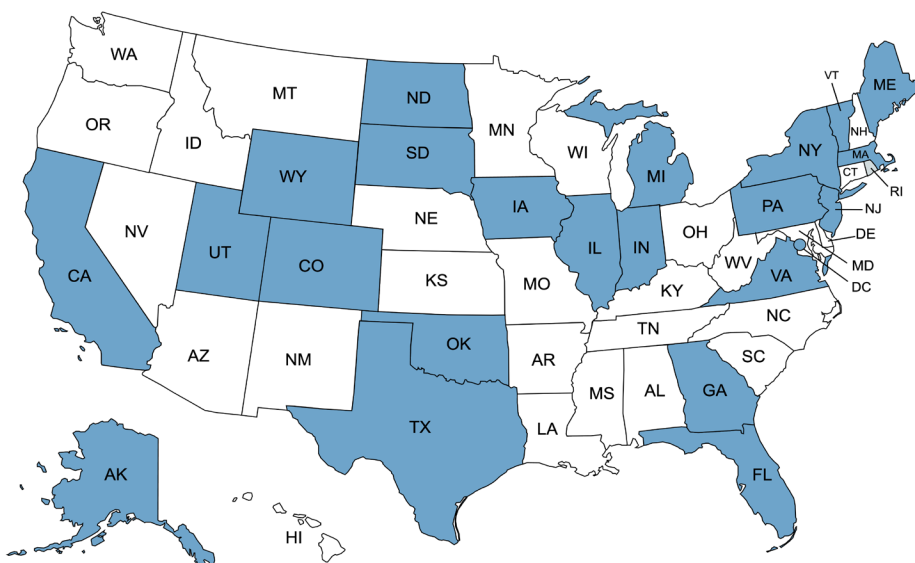 WA
MT
ND
MN
VT
ME
OR
ID
SD
WI
NH
NY
MA
WY
MI
CT
RI
NV
NE
IA
PA
NJ
UT
CO
IL
IN
OH
DE
CA
KS
MO
WV
VA
MD
KY
DC
NC
AZ
NM
OK
AR
TN
SC
MS
AL
GA
TX
LA
AK
FL
HI